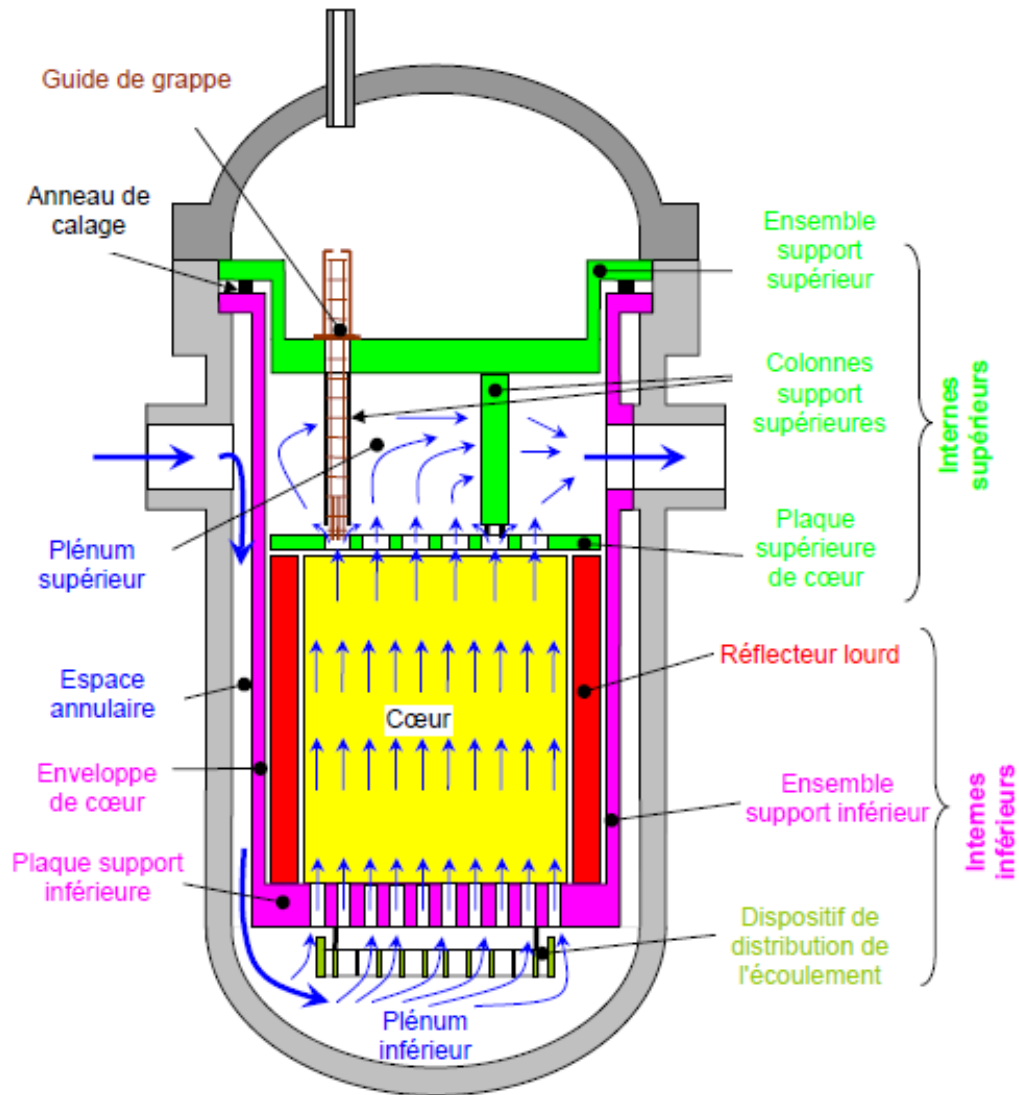 Guide de grappe
Anneau de
calage
Ensemble
support
supérieur
Colonnes
support
supérieures
Internes
supérieurs
Plénum
supérieur
Plaque
supérieure
de cœur
Réflecteur lourd
Espace
annulaire
Cœur
Enveloppe
de cœur
Ensemble
support inférieur
Internes
inférieurs
Plaque support
inférieure
Dispositif de
distribution de
l'écoulement
Plénum
inférieur